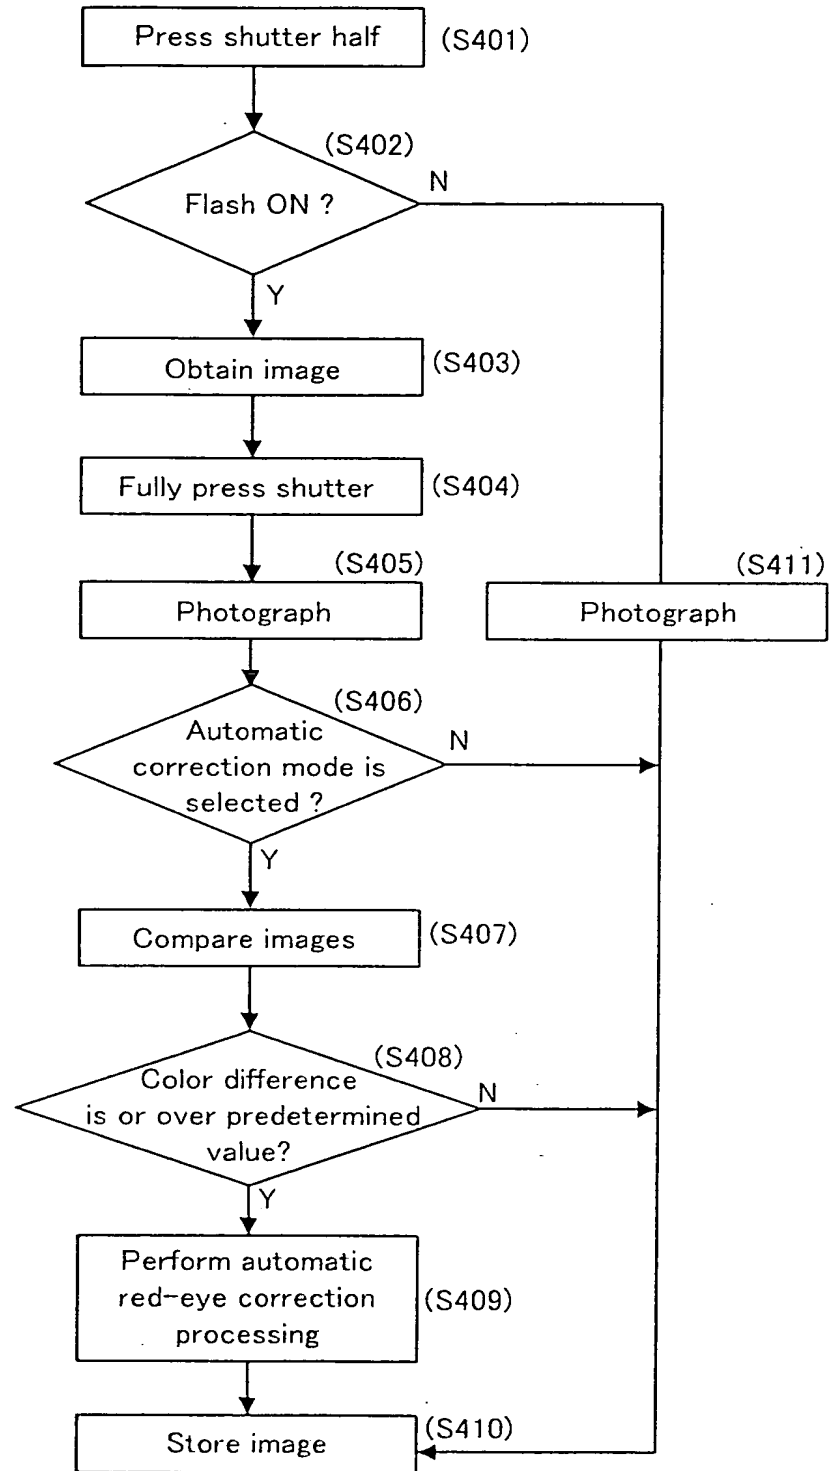 Press shutter half
(S401)
(S402)
Flash ON ?
N
Y
Obtain image
(S403)
Fully press shutter
(S404)
(S405)
Photograph
(S411)
Photograph
(S406)
Automatic
correction mode is
selected ?
N
Y
Compare images
(S407)
(S408)
Color difference
is or over predetermined
value?
N
Y
Perform automatic
red-eye correction
processing
(S409)
Store image
(S410)